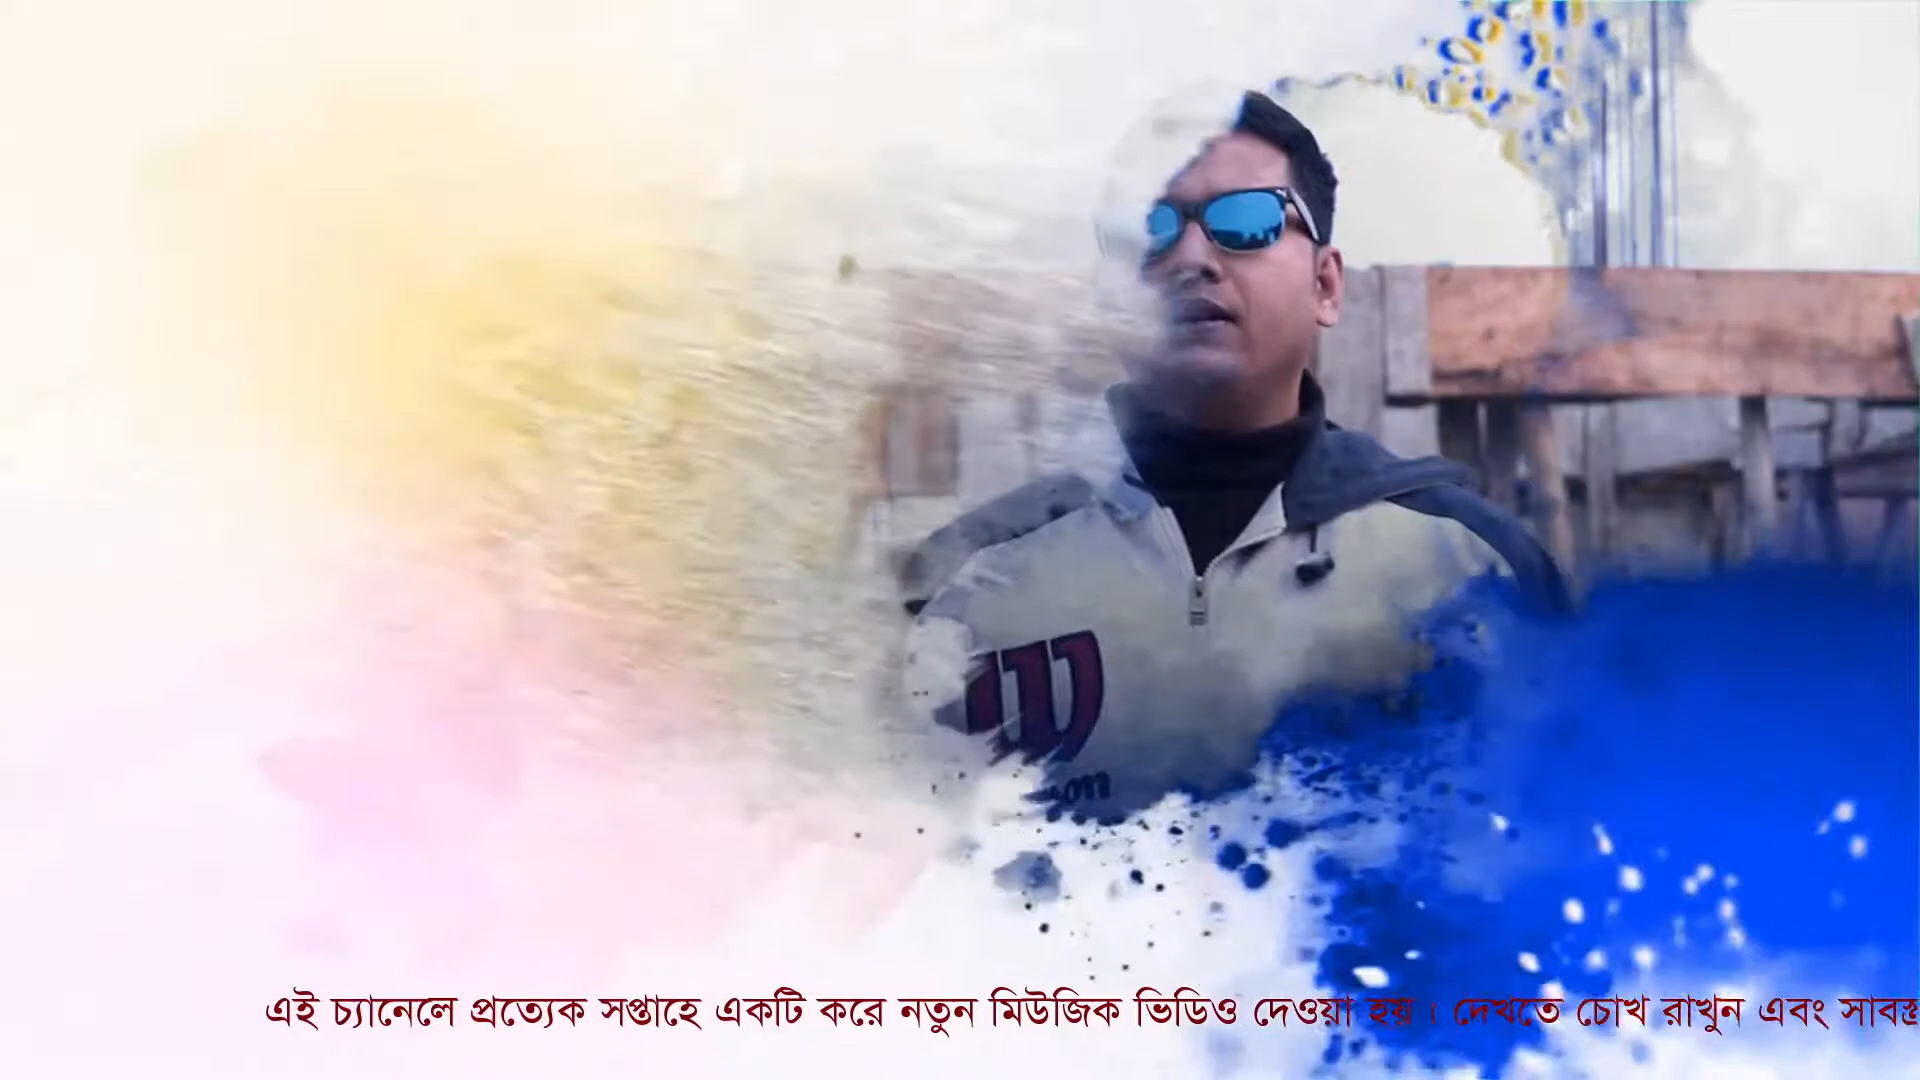 এই চ্যানেলে প্রত্যেক সপ্তাহে একটি করে নতুন মিউজিক ভিডিও দেওয়া হয়। দেখতে চোখ রাখুন এবং